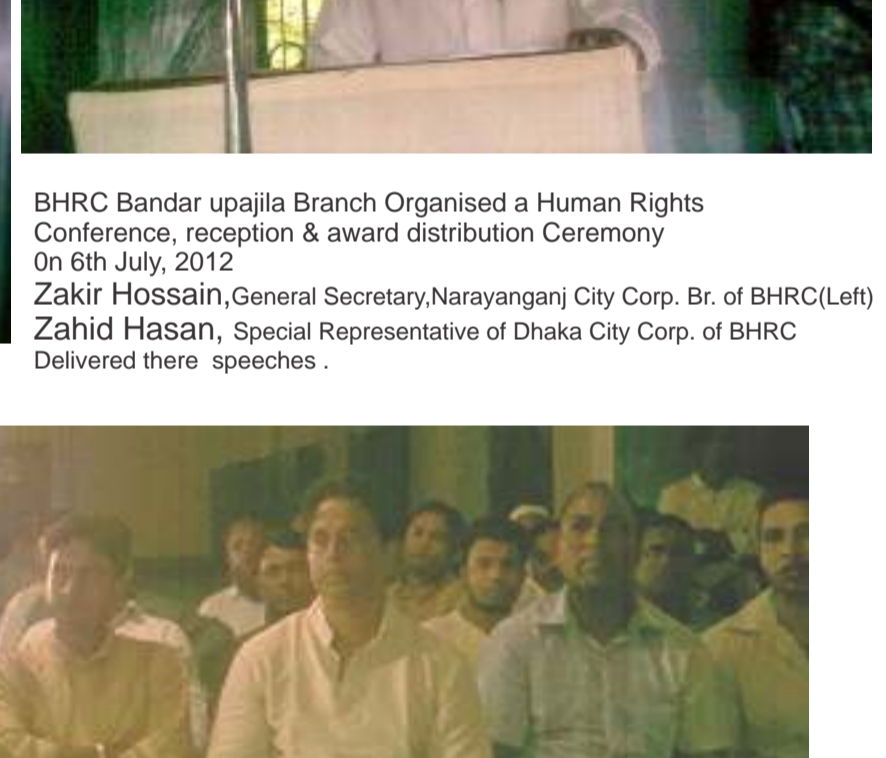 BHRC Bandar upajila Branch Organised a Human Rights
Conference, reception & award distribution Ceremony
0n 6th July, 2012
Zakir Hossain,General Secretary,Narayanganj City Corp. Br. of BHRC(Left)
Zahid Hasan, Special Representative of Dhaka City Corp. of BHRC
Delivered there  speeches .